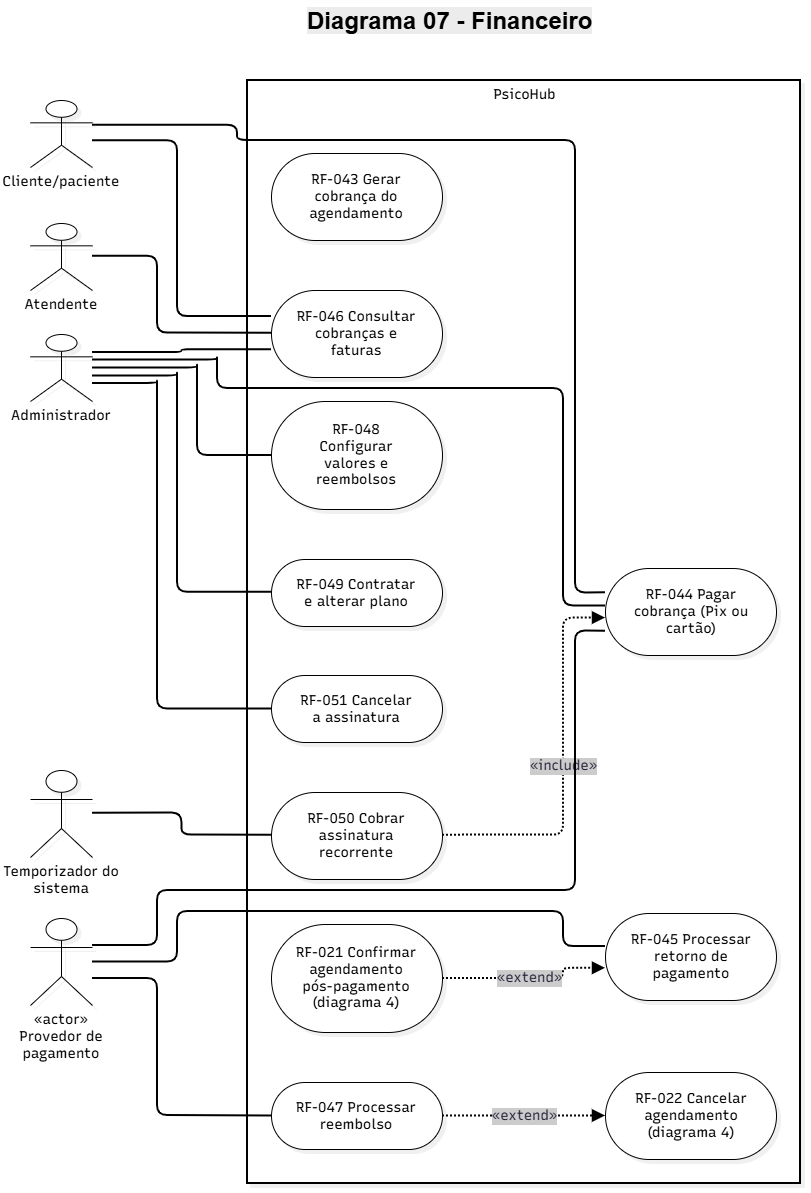 Diagrama 07 - Financeiro
PsicoHub
Cliente/paciente
RF-043 Gerar
cobrança do
agendamento
Atendente
RF-046 Consultar
cobranças e
faturas
Administrador
RF-048
Configurar
valores e
reembolsos
RF-049 Contratar
e alterar plano
RF-044 Pagar
cobrança (Pix ou
cartão)
RF-051 Cancelar
a assinatura
«include»
RF-050 Cobrar
assinatura
recorrente
Temporizador do
sistema
RF-045 Processar
retorno de
pagamento
RF-021 Confirmar
agendamento
pós-pagamento
(diagrama 4)
«extend»
«actor»
Provedor de
pagamento
RF-047 Processar
reembolso
«extend»
RF-022 Cancelar
agendamento
(diagrama 4)